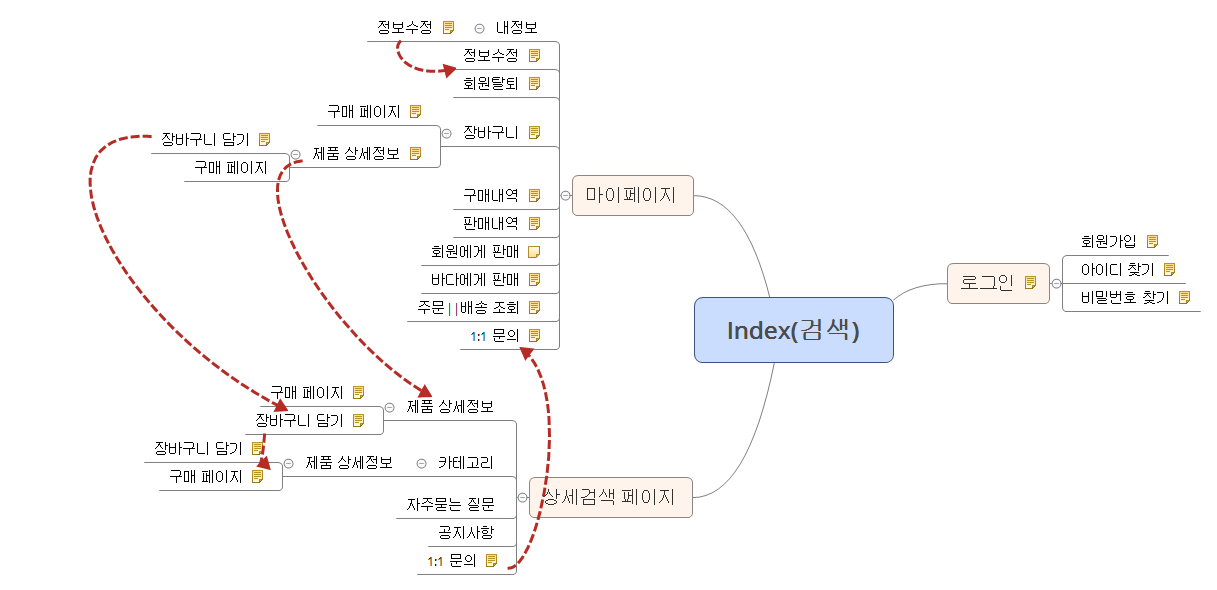 정보수정
내정보
정보수정
회원탈퇴
구매 페이지
장바구니
장바구니 담기
제품 상세정보
구매 페이지
마이페이지
구매내역
판매내역
회원에게 판매
바다에게 판매
주문||배송 조회
1:1 문의
회원가입
로그인
아이디 찾기
비밀번호 찾기
Index(검색)
구매 페이지
제품 상세정보
장바구니 담기
장바구니 담기
제품 상세정보
카테고리
구매 페이지
상세검색 페이지
자주묻는 질문
공지사항
1:1 문의